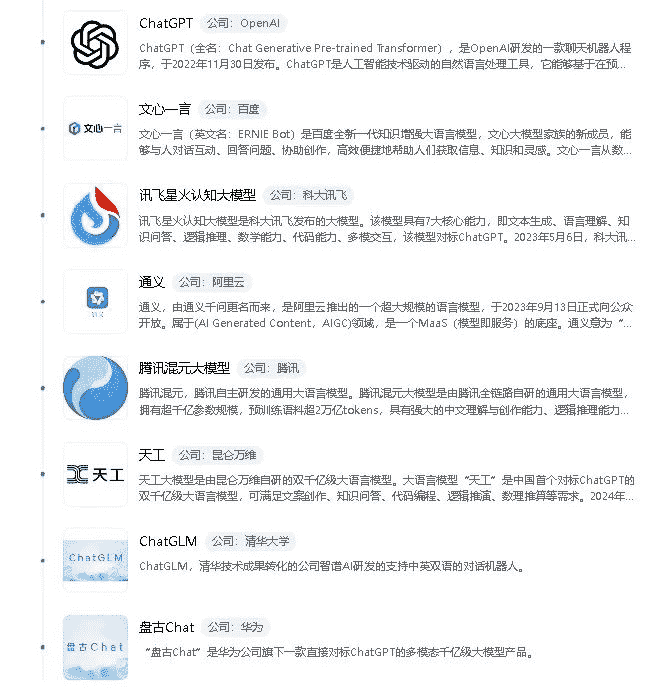 ChatGPT 公司：OpenAI
ChatGPT（全名：Chat Generative Pre-trained Transformer），是OpenAI研发的一款聊天机器人程
序，于2022年11月30日发布。ChatGPT是人工智能技术驱动的自然语言处理工具，它能够基于在预...
文心一言
文心一言 公司：百度
文心一言（英文名：ERNIE Bot）是百度全新一代知识增强大语言模型，文心大模型家族的新成员，能
够与人对话互动、回答问题、协助创作，高效便捷地帮助人们获取信息、知识和灵感。文心一言从数...
讯飞星火认知大模型 公司：科大讯飞
讯飞星火认知大模型是科大讯飞发布的大模型。该模型具有7大核心能力，即文本生成、语言理解、知
识问答、逻辑推理、数学能力、代码能力、多模交互，该模型对标ChatGPT。2023年5月6日，科大讯...
通义 公司：阿里云
通义，由通义千问更名而来，是阿里云推出的一个超大规模的语言模型，于2023年9月13日正式向公众
开放。属于(AI Generated Content，AIGC)领域，是一个MaaS（模型即服务）的底座。通义意为“...
腾讯混元大模型 公司：腾讯
腾讯混元，腾讯自主研发的通用大语言模型。腾讯混元大模型是由腾讯全链路自研的通用大语言模型，
拥有超千亿参数规模，预训练语料超2万亿tokens，具有强大的中文理解与创作能力、逻辑推理能力...
天工
天工 公司：昆仑万维
天工大模型是由昆仑万维自研的双千亿级大语言模型。大语言模型“天工”是中国首个对标ChatGPT的
双千亿级大语言模型，可满足文案创作、知识问答、代码编程、逻辑推演、数理推算等需求。2024年...
ChatGLM
ChatGLM 公司：清华大学
ChatGLM，清华技术成果转化的公司智谱AI研发的支持中英双语的对话机器人。
盘古Chat
盘古Chat 公司：华为
“盘古Chat”是华为公司旗下一款直接对标ChatGPT的多模态千亿级大模型产品。